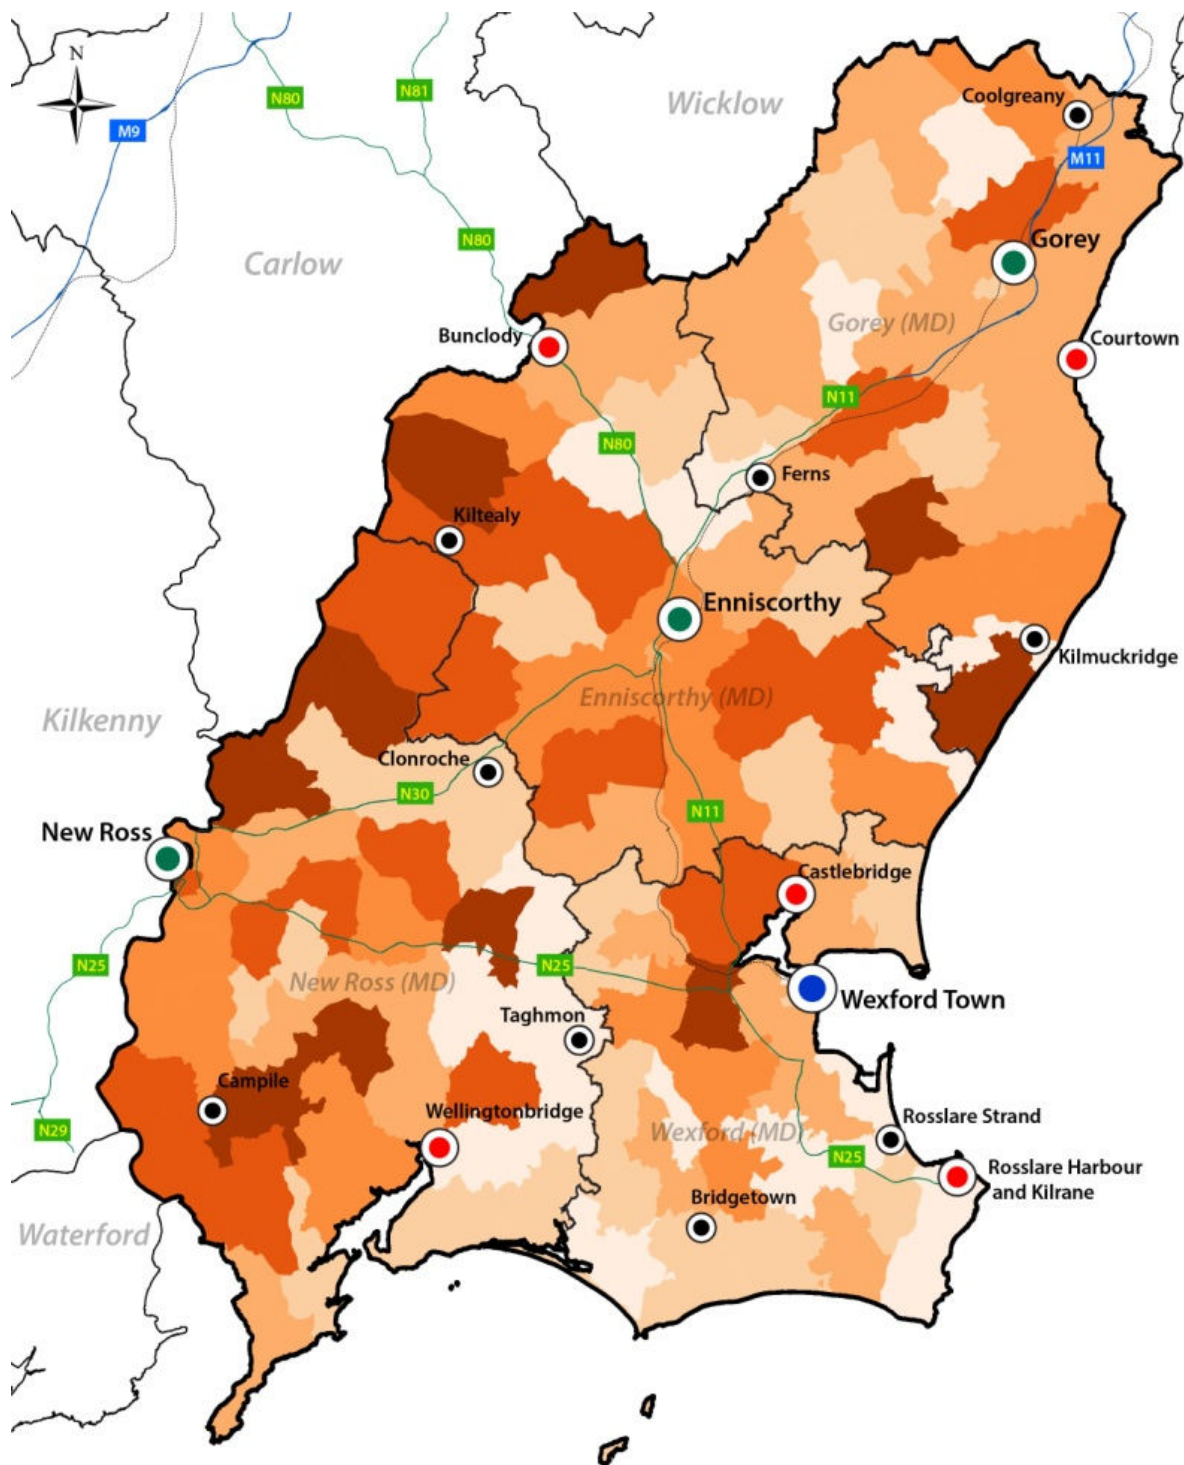 N
Wicklow
Coolgreany
N80
N81
M9
M11
Gorey
N80
Carlow
Gorey (MD)
Bunclody
Courtown
N11
N80
Ferns
Kiltealy
Enniscorthy
Kilmuckridge
Enniscorthy (MD)
Kilkenny
Clonroche
N30
N11
New Ross
Castlebridge
N25
N25
New Ross (MD)
Wexford Town
Taghmon
Campile
Wellingtonbridge
Rosslare Strand
N29
Wexford (MD)
N25
Rosslare Harbour
and Kilrane
Bridgetown
Waterford